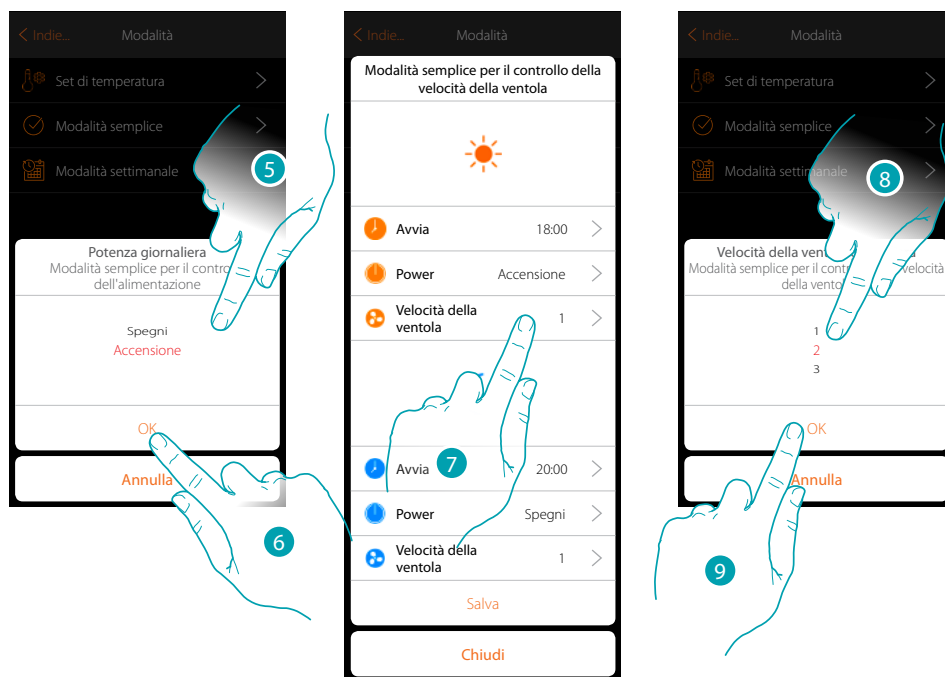 Indie...
Modalità
Set di temperatura
Modalità semplice
Modalità settimanale
5
Potenza giornaliera
Modalità semplice per il contro
dell'alimentazione
Spegni
Accensione
OK
Annulla
6
Indie...
Modalità
Modalità semplice per il controllo della
velocità della ventola
Avvia 18:00
Power Accensione
Velocità della
ventola 1
7
Avvia 20:00
Power Spegni
Velocità della
ventola 1
Salva
Chiudi
Indie...
Modalità
Set di temperatura
Modalità semplice
Modalità settimanale
8
Velocità della
Modalità semplice per il velocità
della
1
2
3
OK
Annulla
9